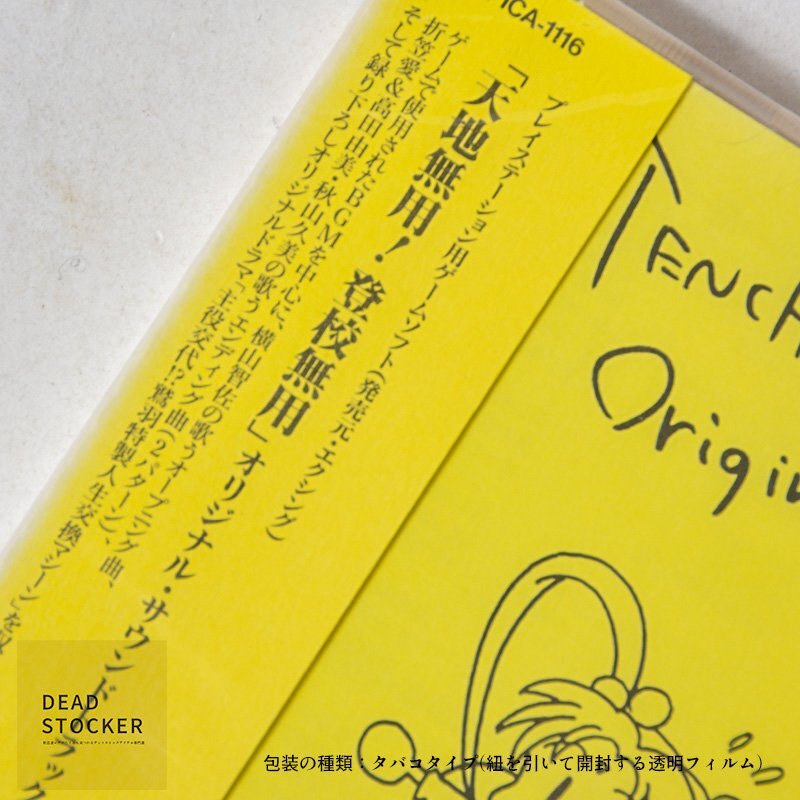 PICA-1116
プレイステーション用ゲームソフト(発売元・エクシング)
「天地無用!登校無用」オリジナル・サウンドトラック
ゲームで使用されたBGMを中心に、横山智佐の歌うオープニング曲、
折笠愛&高田由美・秋山久美の歌うエンディング曲(2パターン)、
そして録り下ろしオリジナルドラマ「主役交代!?鷲羽特製人生交換マシーン」を収
TENCH
Origin
DEAD
STOCKER
包装の種類:タバコタイプ(紐を引いて開封する透明フィルム)